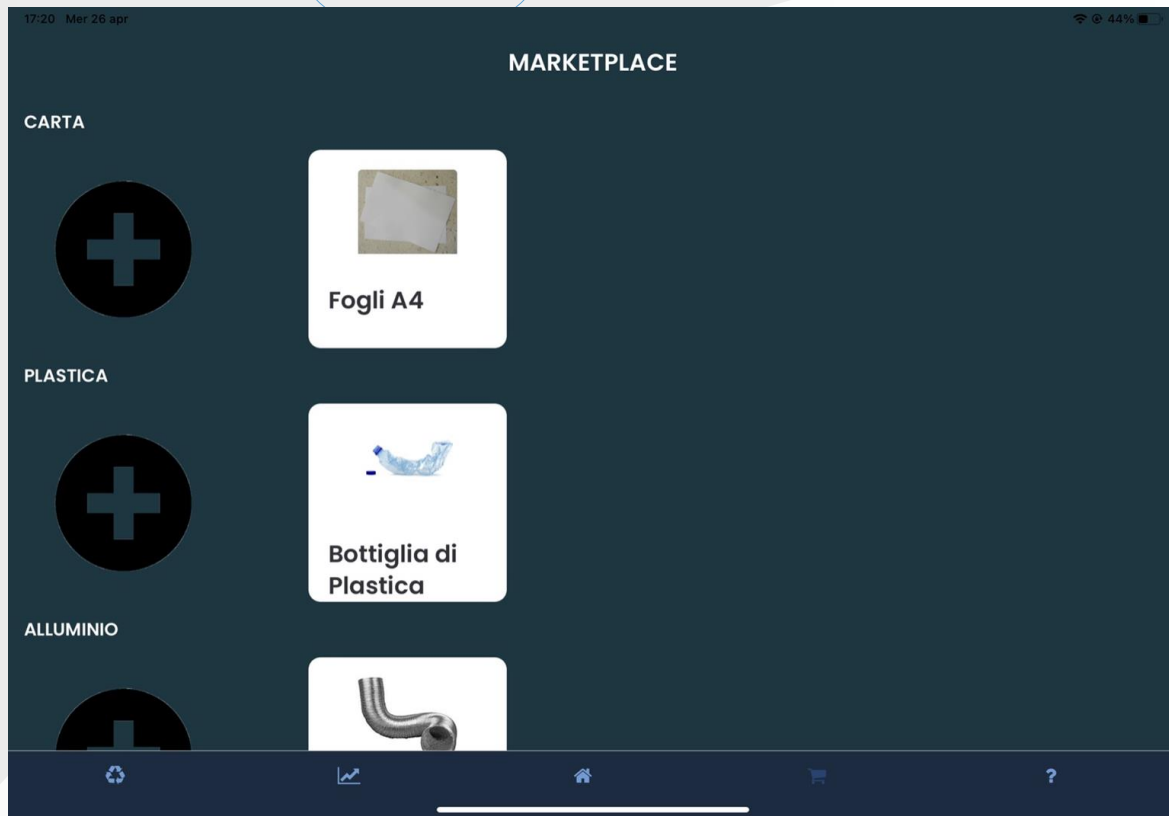 17:20 Mer 26 apr
44%
MARKETPLACE
CARTA
Fogli A4
PLASTICA
Bottiglia di
Plastica
ALLUMINIO
?